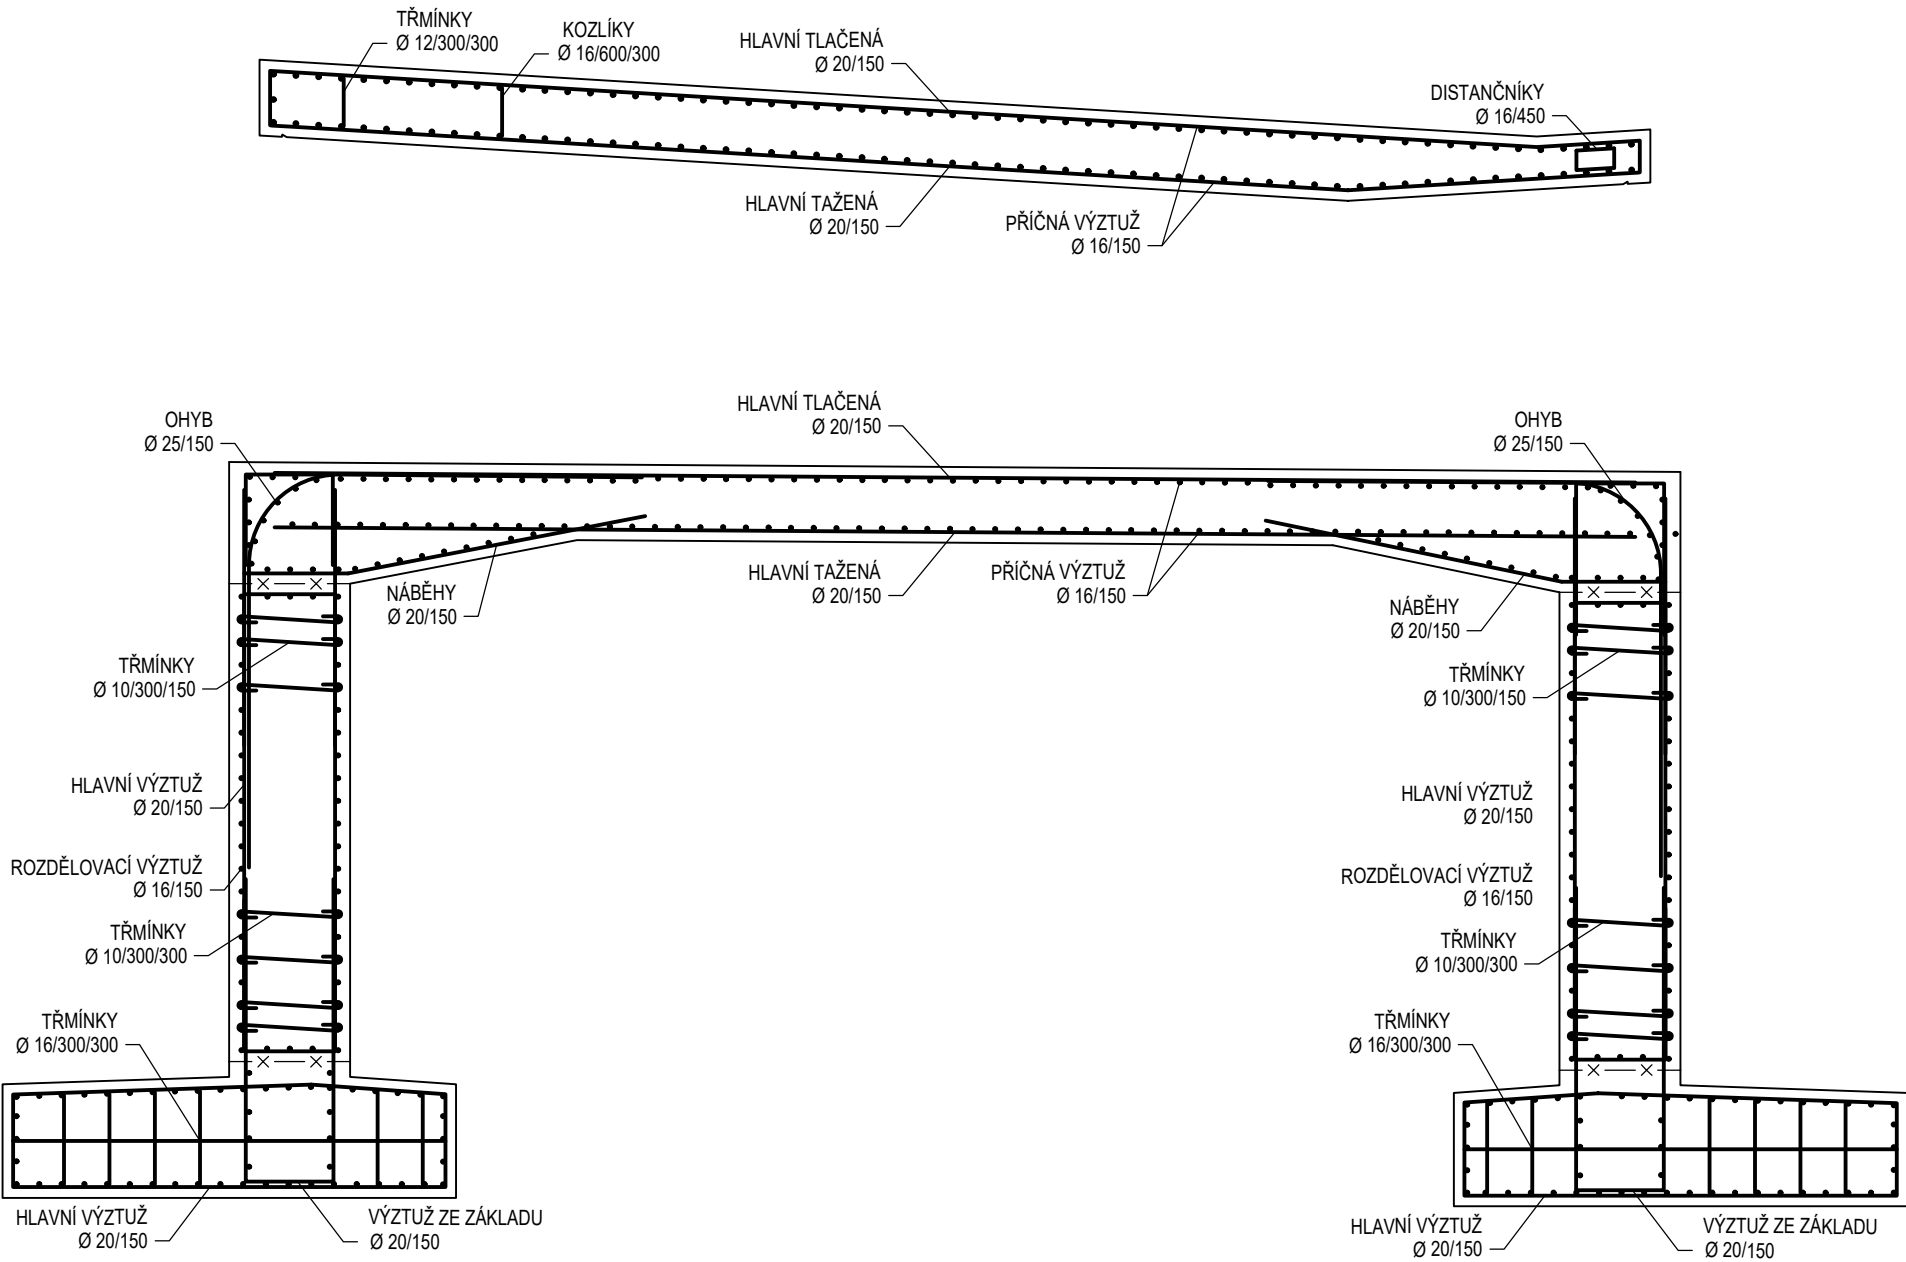 TŘMÍNKY
Ø 12/300/300
KOZLÍKY
Ø 16/600/300
HLAVNÍ TLAČENÁ
Ø 20/150
DISTANČNÍKY
Ø 16/450
HLAVNÍ TAŽENÁ
Ø 20/150
PŘÍČNÁ VÝZTUŽ
Ø 16/150
OHYB
Ø 25/150
HLAVNÍ TLAČENÁ
Ø 20/150
OHYB
Ø 25/150
NÁBĚHY
Ø 20/150
HLAVNÍ TAŽENÁ
Ø 20/150
PŘÍČNÁ VÝZTUŽ
Ø 16/150
NÁBĚHY
Ø 20/150
TŘMÍNKY
Ø 10/300/150
TŘMÍNKY
Ø 10/300/150
HLAVNÍ VÝZTUŽ
Ø 20/150
HLAVNÍ VÝZTUŽ
Ø 20/150
ROZDĚLOVACÍ VÝZTUŽ
Ø 16/150
ROZDĚLOVACÍ VÝZTUŽ
Ø 16/150
TŘMÍNKY
Ø 10/300/300
TŘMÍNKY
Ø 10/300/300
TŘMÍNKY
Ø 16/300/300
TŘMÍNKY
Ø 16/300/300
HLAVNÍ VÝZTUŽ
Ø 20/150
VÝZTUŽ ZE ZÁKLADU
Ø 20/150
HLAVNÍ VÝZTUŽ
Ø 20/150
VÝZTUŽ ZE ZÁKLADU
Ø 20/150